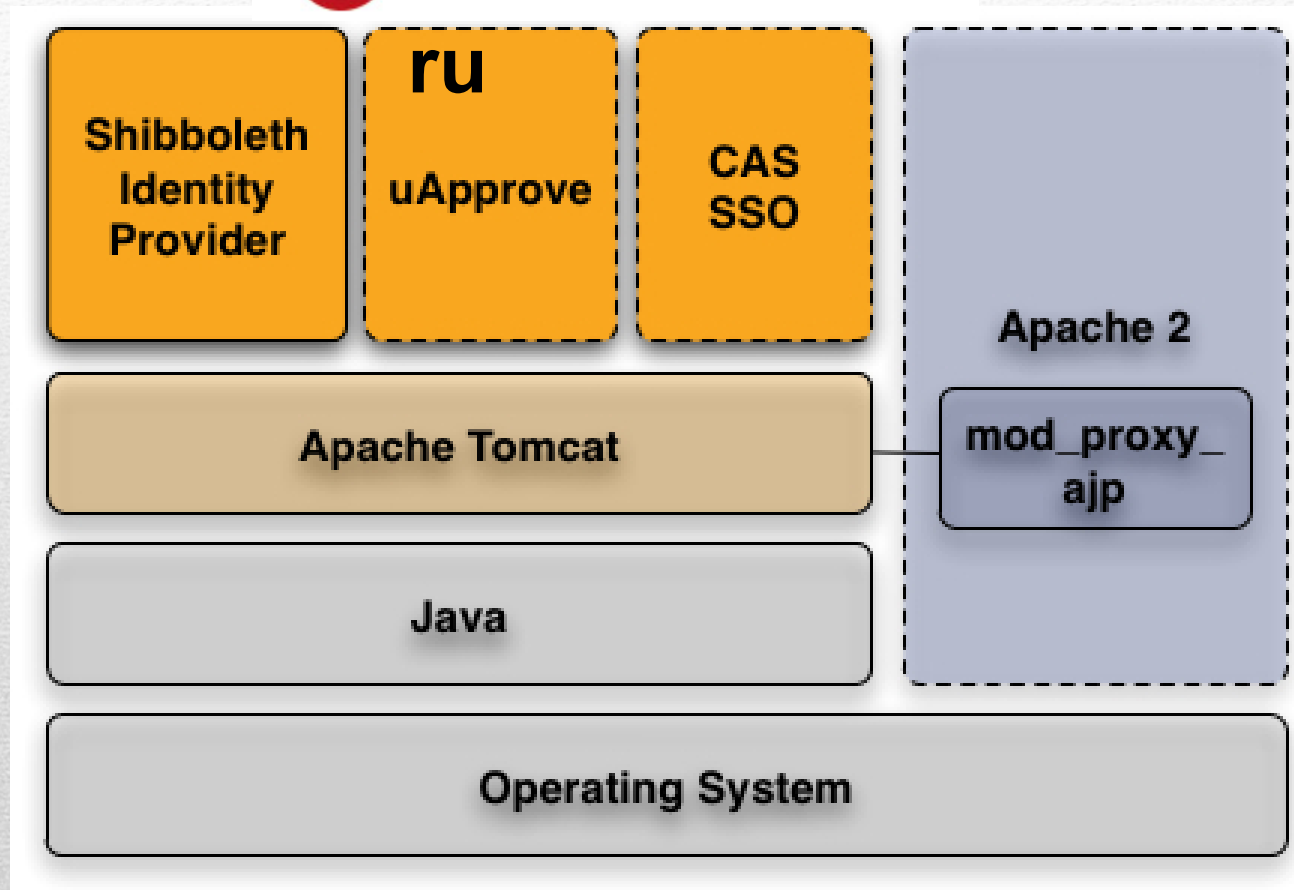 Shibboleth
Identity
Provider
ru
uApprove
CAS
SSO
Apache 2
mod_proxy_
ajp
Apache Tomcat
Java
Operating System